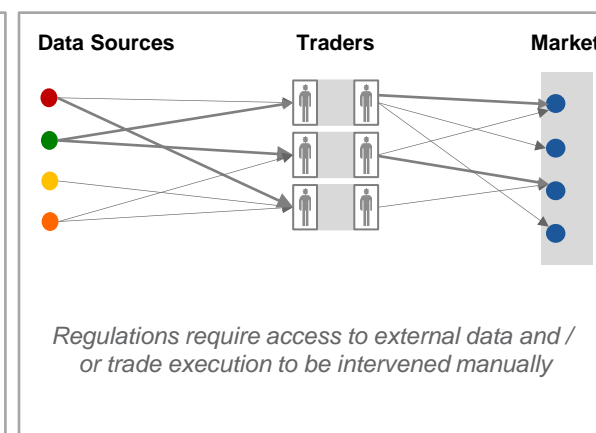 Data Sources Traders Market
Regulations require access to external data and /
or trade execution to be intervened manually